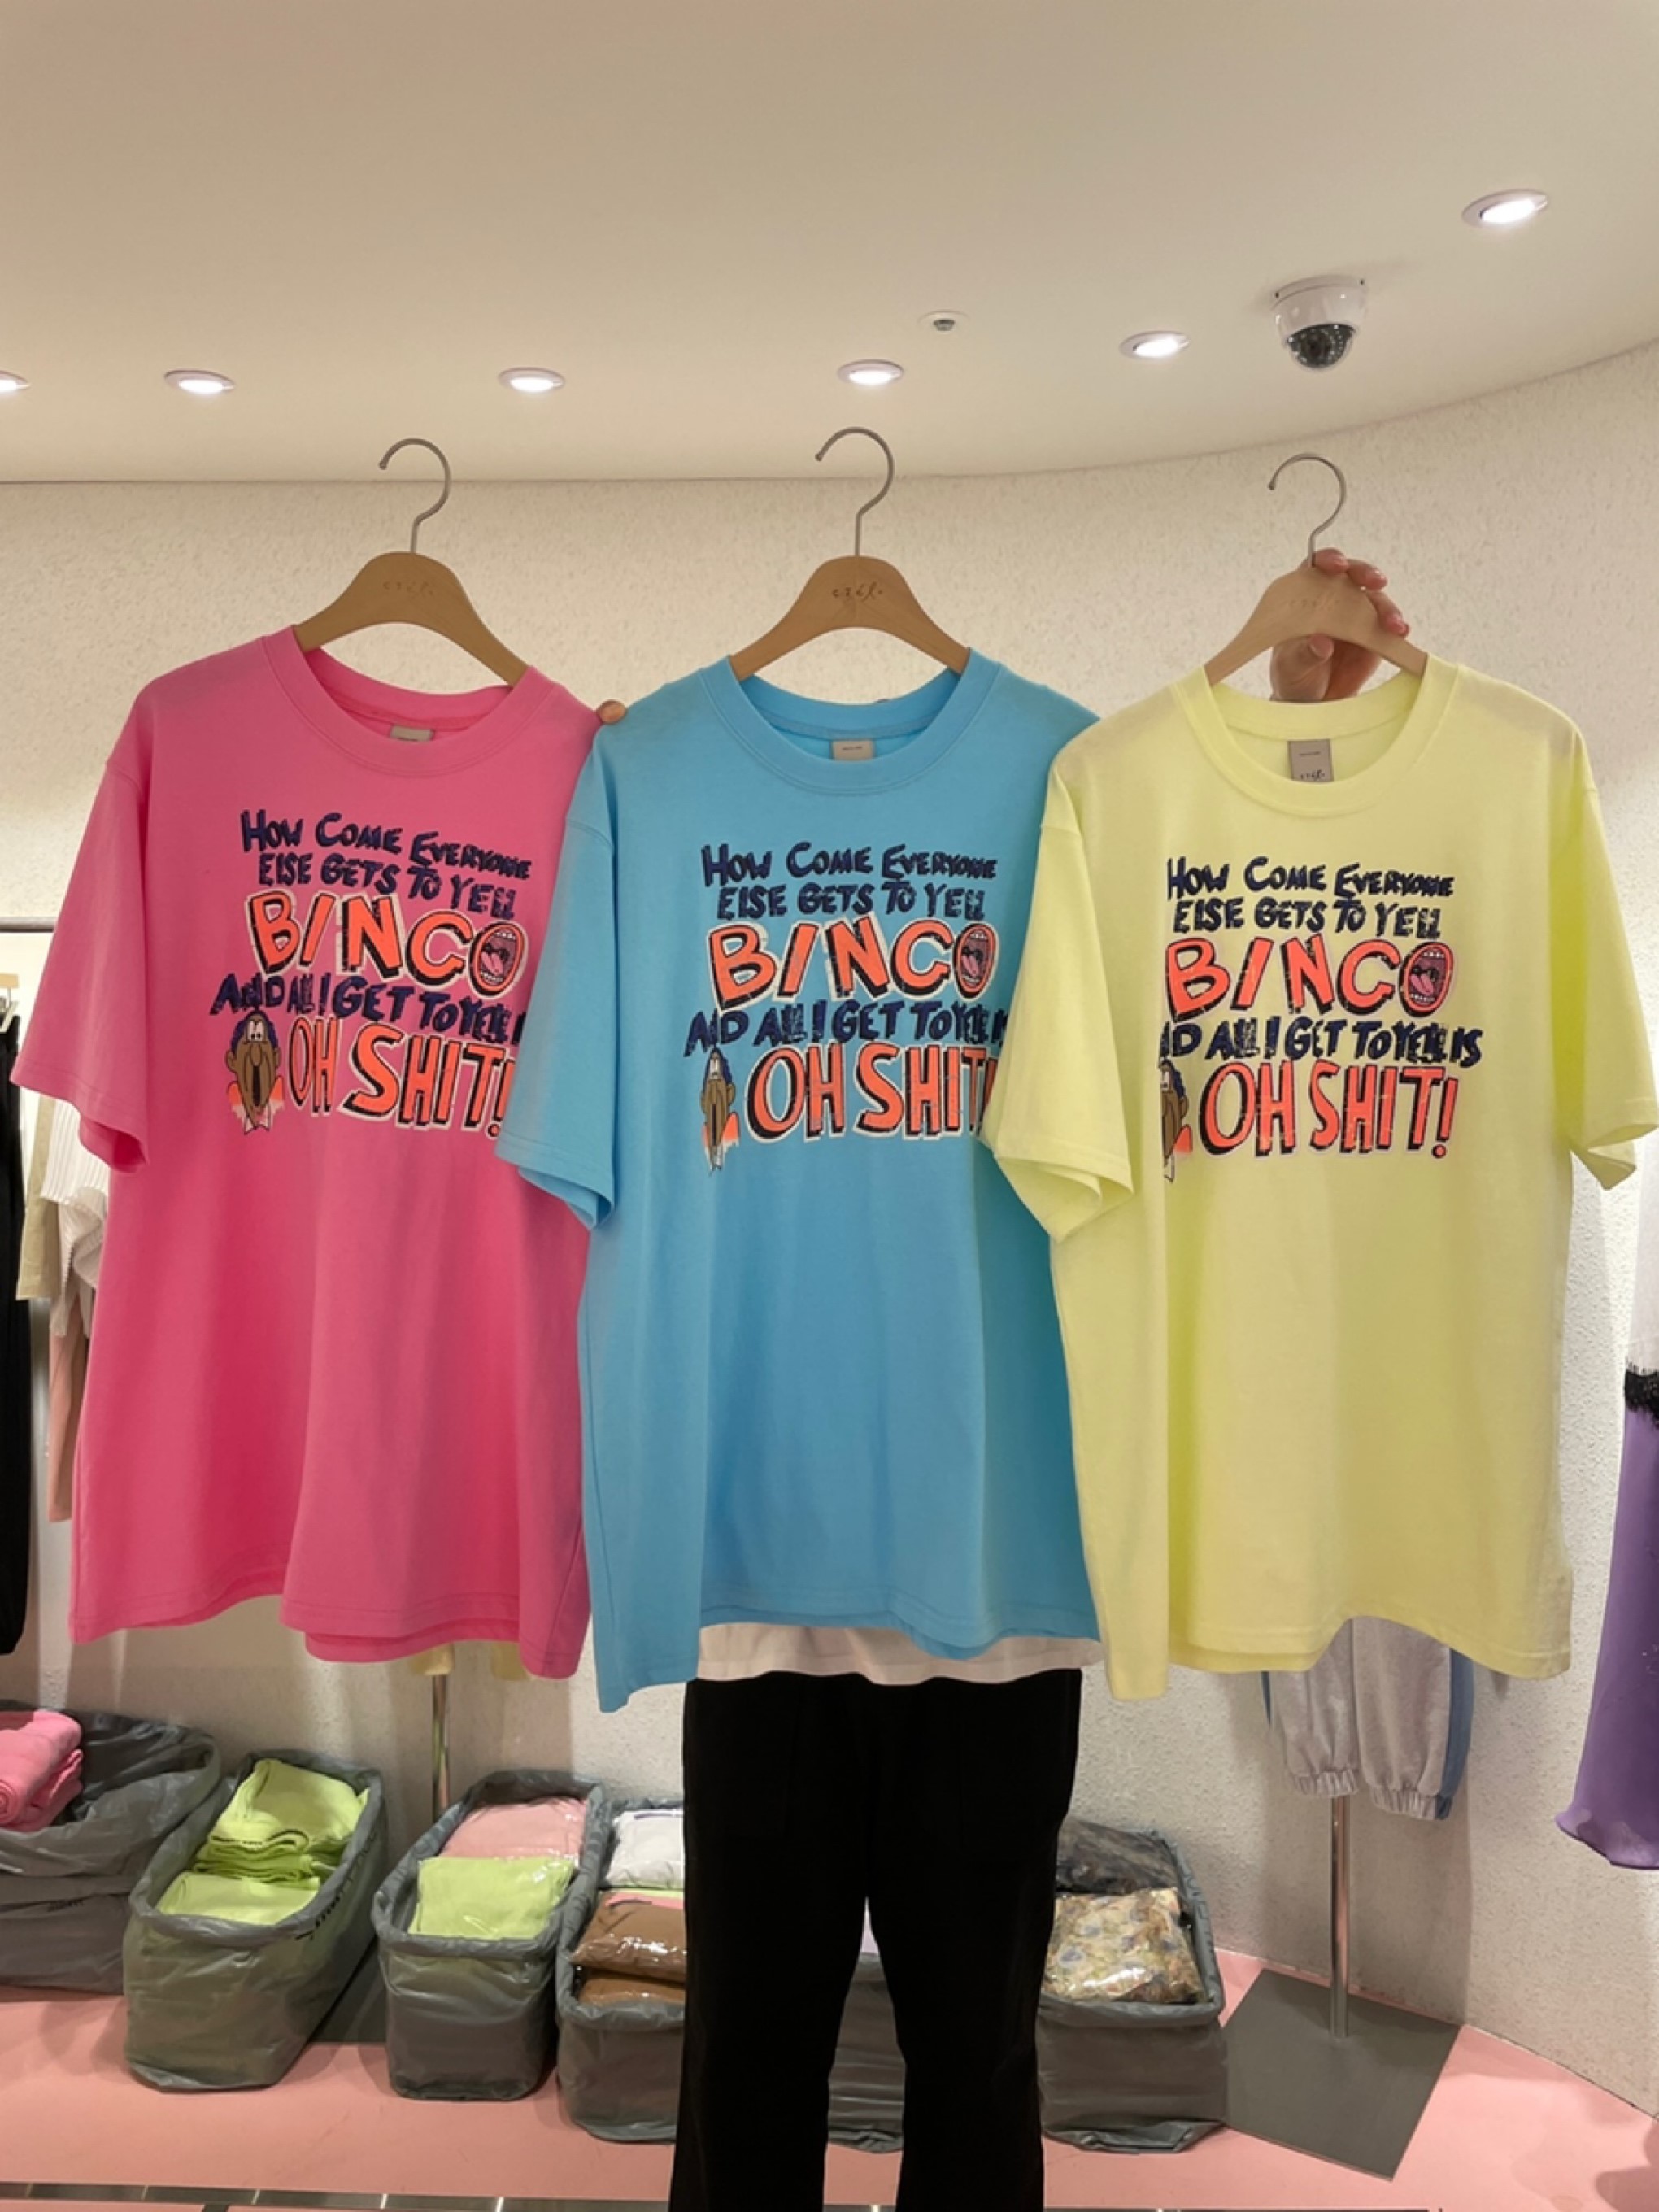 HOW COME EVERYONE
ELSE GETS TO YELL
BINGO
AND ALL I GET TO YELL I
OH SHIT!
HOW COME EVERYONE
ELSE GETS TO YELL
BINGO
AND ALL I GET TO YELL IS
OH SHIT!
HOW COME EVERYONE
ELSE GETS TO YELL
BINGO
ND ALL I GET TO YELL IS
OH SHIT!